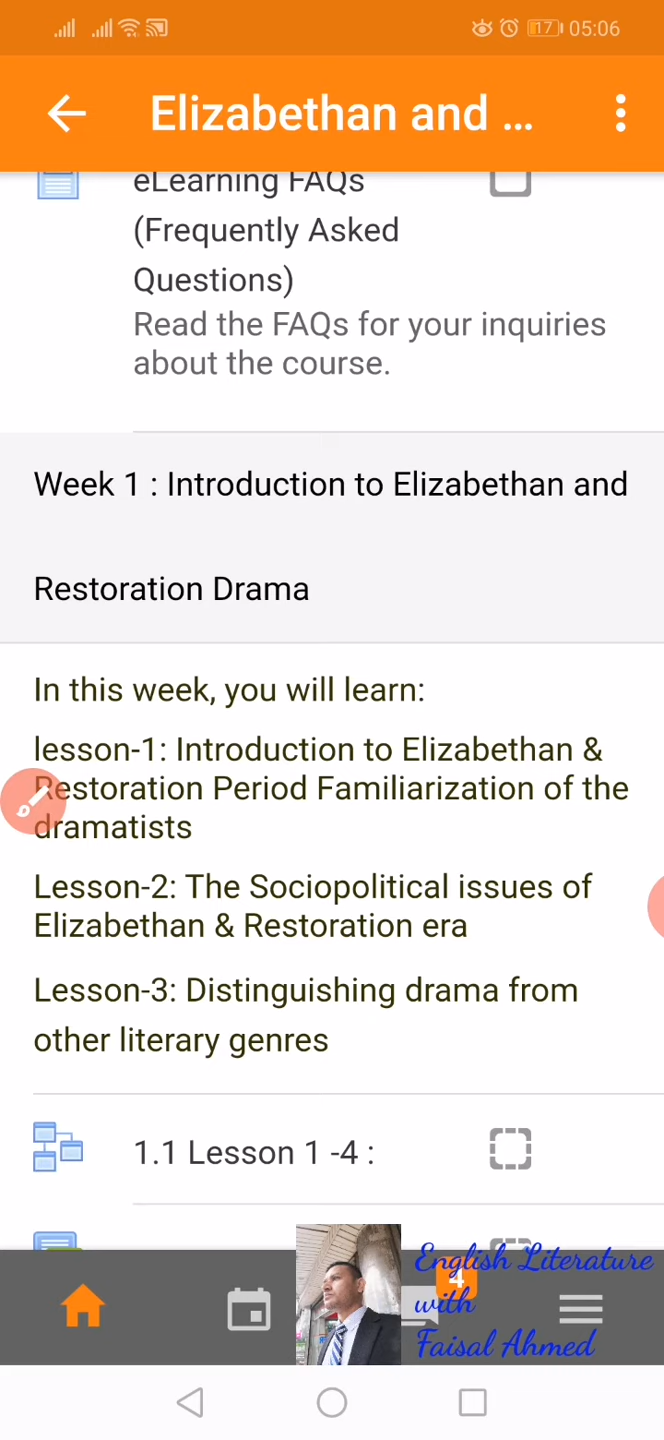 17 05:06
Elizabethan and ...
eLearning FAQs
(Frequently Asked
Questions)
Read the FAQs for your inquiries
about the course.
Week 1 : Introduction to Elizabethan and
Restoration Drama
In this week, you will learn:
lesson-1: Introduction to Elizabethan &
Restoration Period Familiarization of the
dramatists
Lesson-2: The Sociopolitical issues of
Elizabethan & Restoration era
Lesson-3: Distinguishing drama from
other literary genres
1.1 Lesson 1 -4 :
English Literature
4
with
Faisal Ahmed